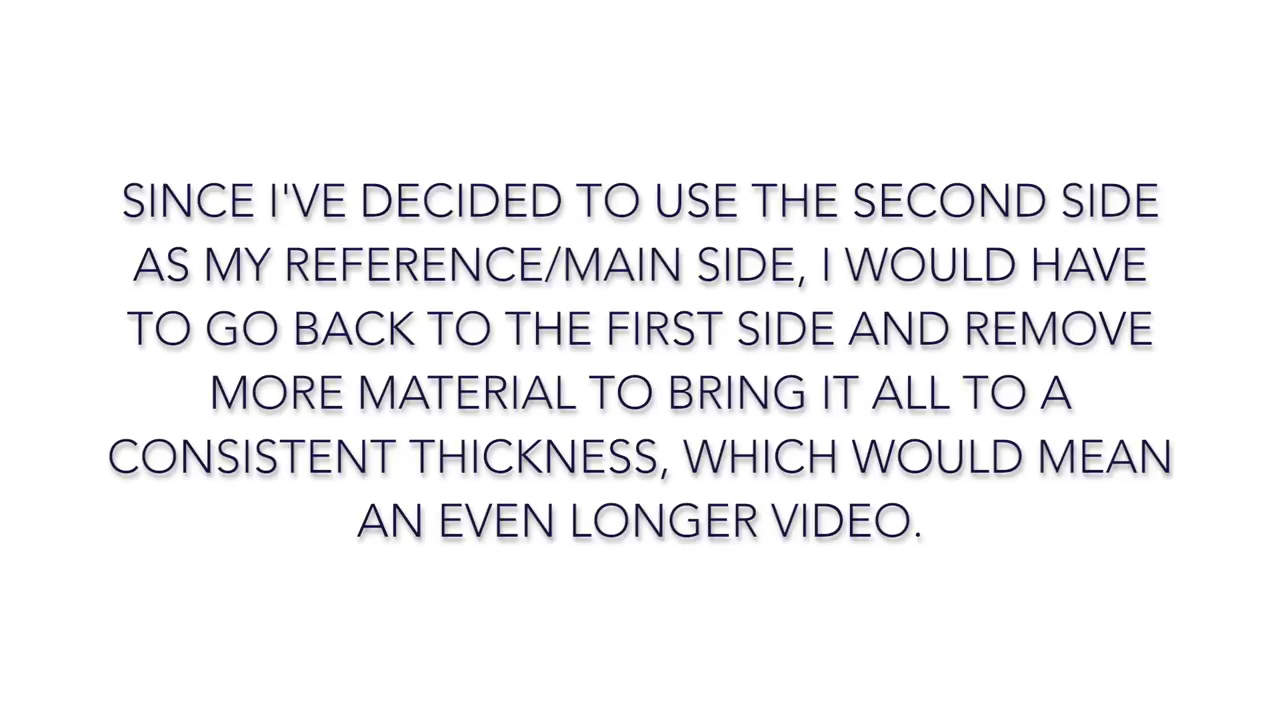 SINCE I'VE DECIDED TO USE THE SECOND SIDE
AS MY REFERENCE/MAIN SIDE, I WOULD HAVE
TO GO BACK TO THE FIRST SIDE AND REMOVE
MORE MATERIAL TO BRING IT ALL TO A
CONSISTENT THICKNESS, WHICH WOULD MEAN
AN EVEN LONGER VIDEO.